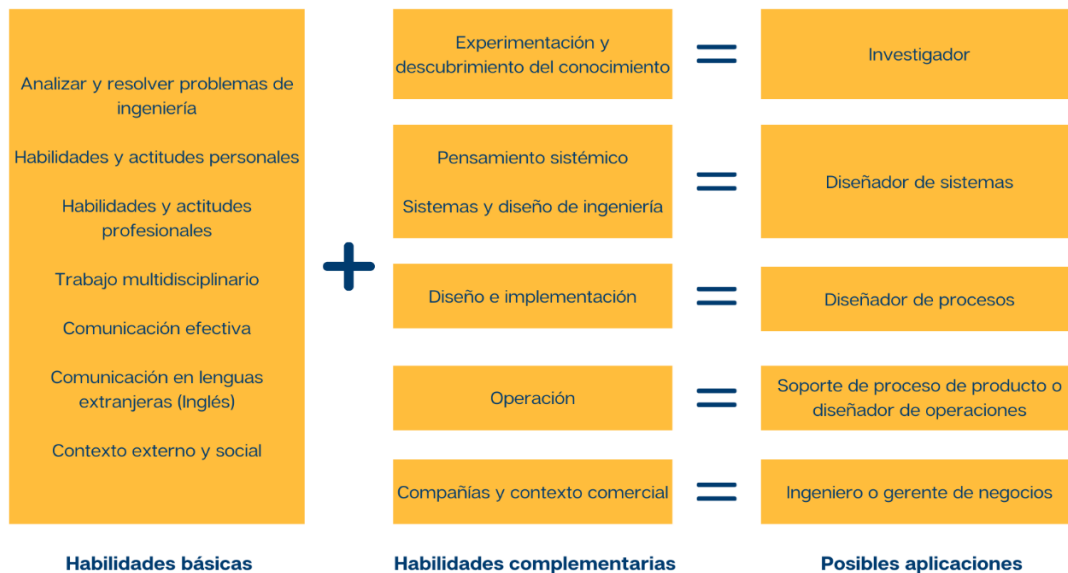 Analizar y resolver problemas de
ingeniería
Habilidades y actitudes personales
Habilidades y actitudes
profesionales
Trabajo multidisciplinario
Comunicación efectiva
Comunicación en lenguas
extranjeras (Inglés)
Contexto externo y social
Habilidades básicas
+
Experimentación y
descubrimiento del conocimiento
=
Investigador
Pensamiento sistémico
Sistemas y diseño de ingeniería
=
Diseñador de sistemas
Diseño e implementación
=
Diseñador de procesos
Operación
=
Soporte de proceso de producto o
diseñador de operaciones
Compañías y contexto comercial
=
Ingeniero o gerente de negocios
Habilidades complementarias
Posibles aplicaciones